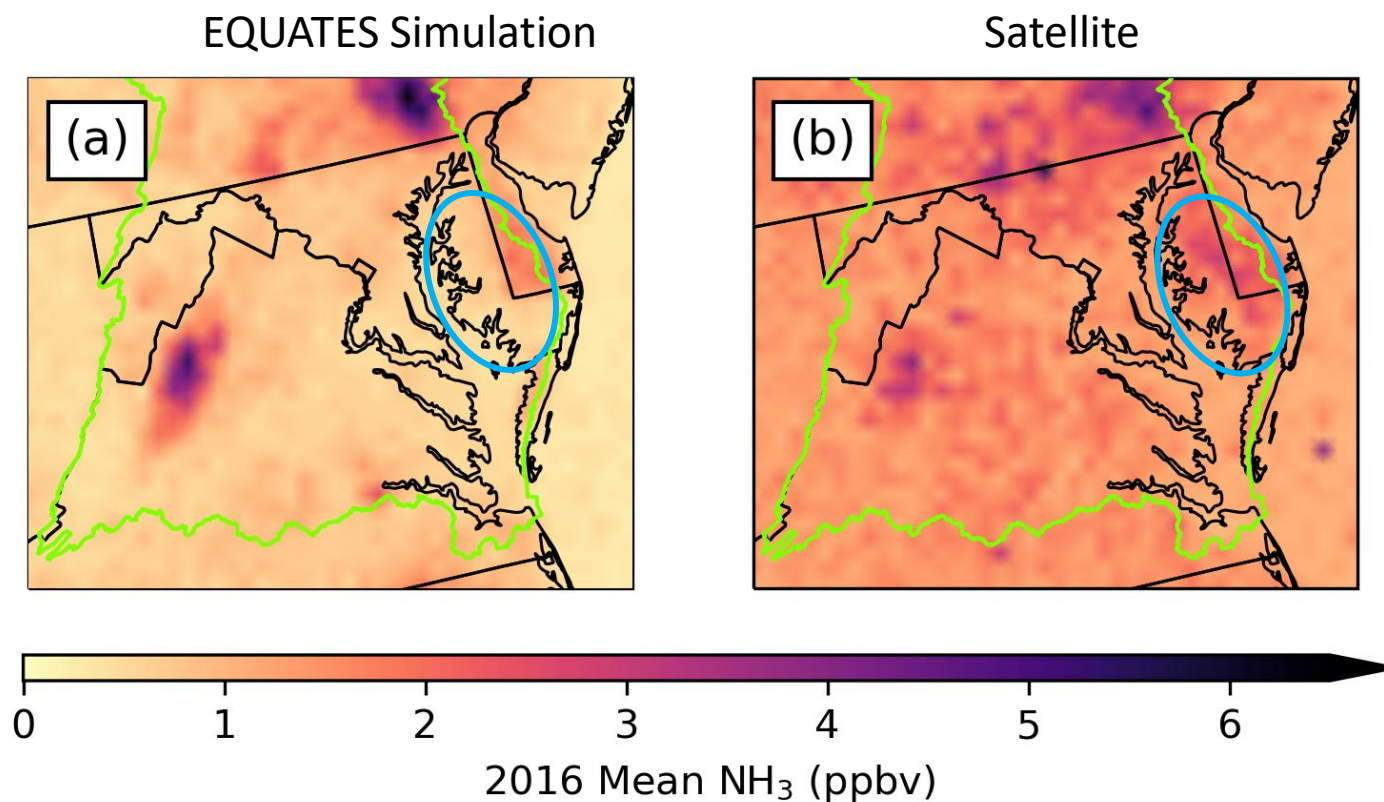 EQUATES Simulation
Satellite
(a)
(b)
0 1 2 3 4 5 6
2016 Mean NH₃ (ppbv)